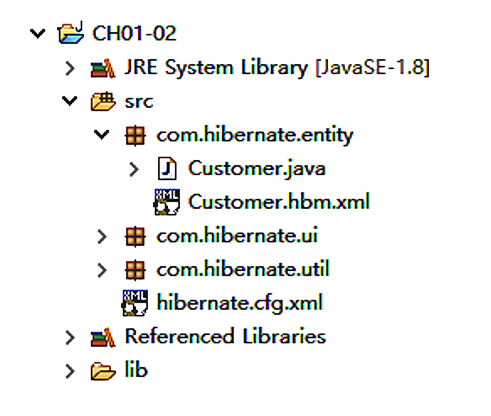 CH01-02
JRE System Library [JavaSE-1.8]
src
com.hibernate.entity
Customer.java
Customer.hbm.xml
com.hibernate.ui
com.hibernate.util
hibernate.cfg.xml
Referenced Libraries
lib